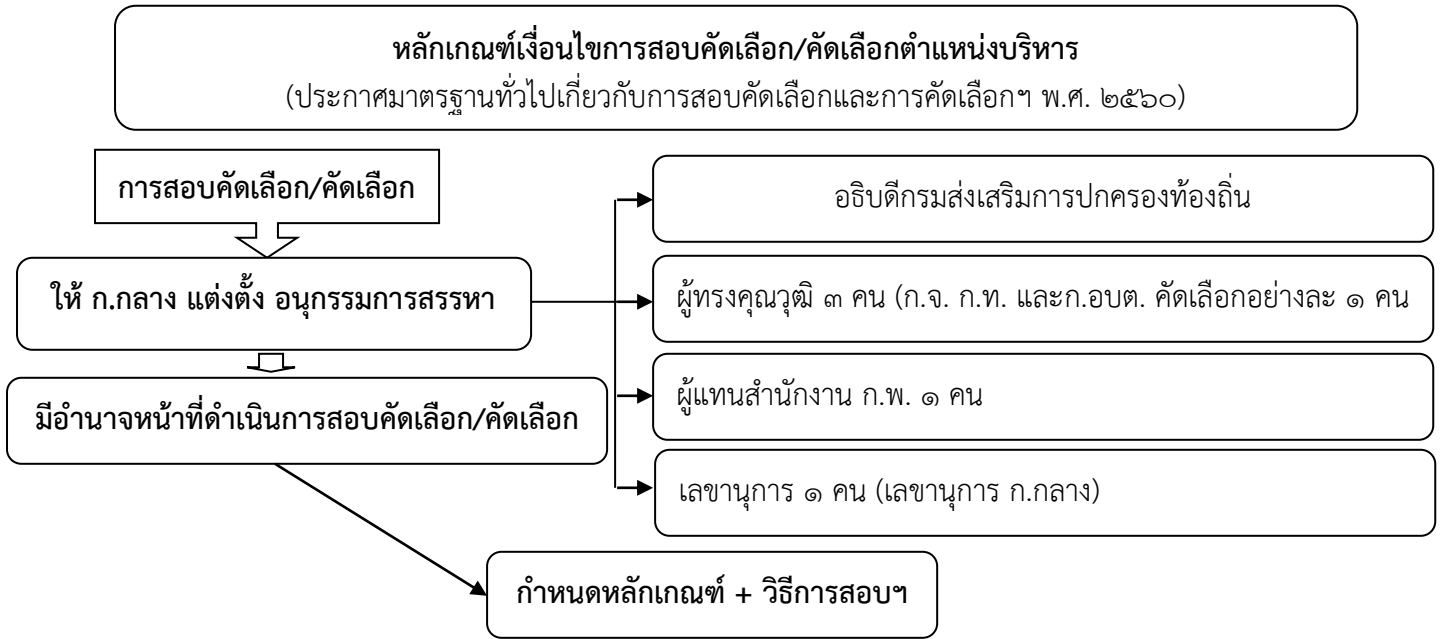 หลักเกณฑ์เงื่อนไขการสอบคัดเลือก/คัดเลือกตำแหน่งบริหาร
(ประกาศมาตรฐานทั่วไปเกี่ยวกับการสอบคัดเลือกและการคัดเลือกฯ พ.ศ. ๒๕๖๐)
การสอบคัดเลือก/คัดเลือก
ให้ ก.กลาง แต่งตั้ง อนุกรรมการสรรหา
มีอำนาจหน้าที่ดำเนินการสอบคัดเลือก/คัดเลือก
อธิบดีกรมส่งเสริมการปกครองท้องถิ่น
ผู้ทรงคุณวุฒิ ๓ คน (ก.จ. ก.ท. และก.อบต. คัดเลือกอย่างละ ๑ คน
ผู้แทนสำนักงาน ก.พ. ๑ คน
เลขานุการ ๑ คน (เลขานุการ ก.กลาง)
กำหนดหลักเกณฑ์ + วิธีการสอบฯ